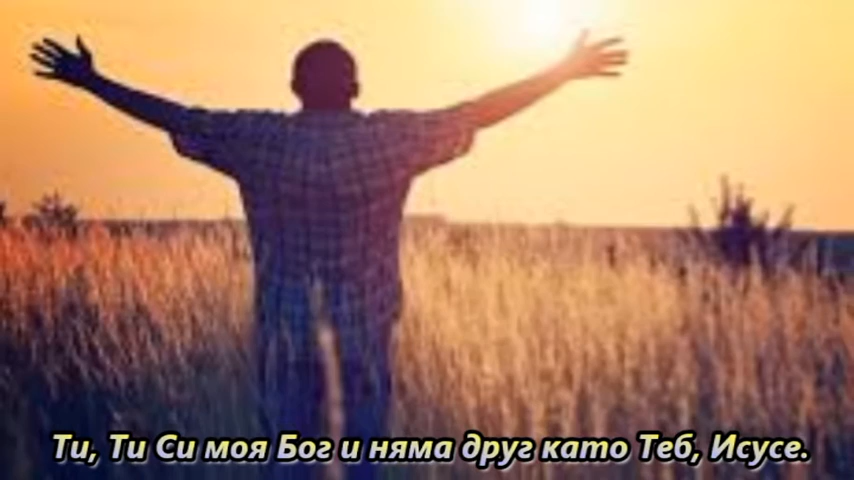 Ти, Ти Си моя Бог и няма друг като Теб, Исусе.